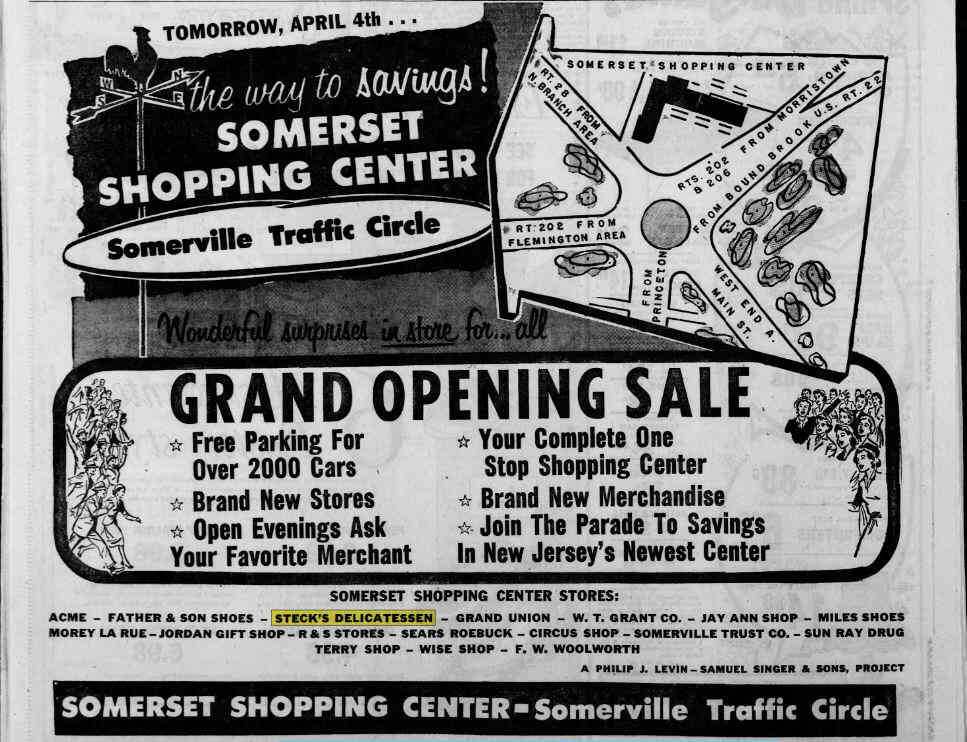 TOMORROW, APRIL 4th . . .
N
W
S
E
the way to savings!
SOMERSET
SHOPPING CENTER
Somerville Traffic Circle
SOMERSET SHOPPING CENTER
RT. 28 FROM
N. BRANCH AREA
RTS. 202 FROM MORRISTOWN
& 206
FROM BOUND BROOK U.S. RT. 22
RT. 202 FROM
FLEMINGTON AREA
FROM
PRINCETON
WEST END A.
MAIN ST.
Wonderful surprises in store for... all
GRAND OPENING SALE
☆ Free Parking For
Over 2000 Cars
☆ Brand New Stores
☆ Open Evenings Ask
Your Favorite Merchant
☆ Your Complete One
Stop Shopping Center
☆ Brand New Merchandise
☆ Join The Parade To Savings
In New Jersey's Newest Center
SOMERSET SHOPPING CENTER STORES:
ACME – FATHER & SON SHOES – STECK'S DELICATESSEN – GRAND UNION – W. T. GRANT CO. – JAY ANN SHOP – MILES SHOES
MOREY LA RUE – JORDAN GIFT SHOP – R & S STORES – SEARS ROEBUCK – CIRCUS SHOP – SOMERVILLE TRUST CO. – SUN RAY DRUG
TERRY SHOP – WISE SHOP – F. W. WOOLWORTH
A PHILIP J. LEVIN – SAMUEL SINGER & SONS, PROJECT
SOMERSET SHOPPING CENTER – Somerville Traffic Circle